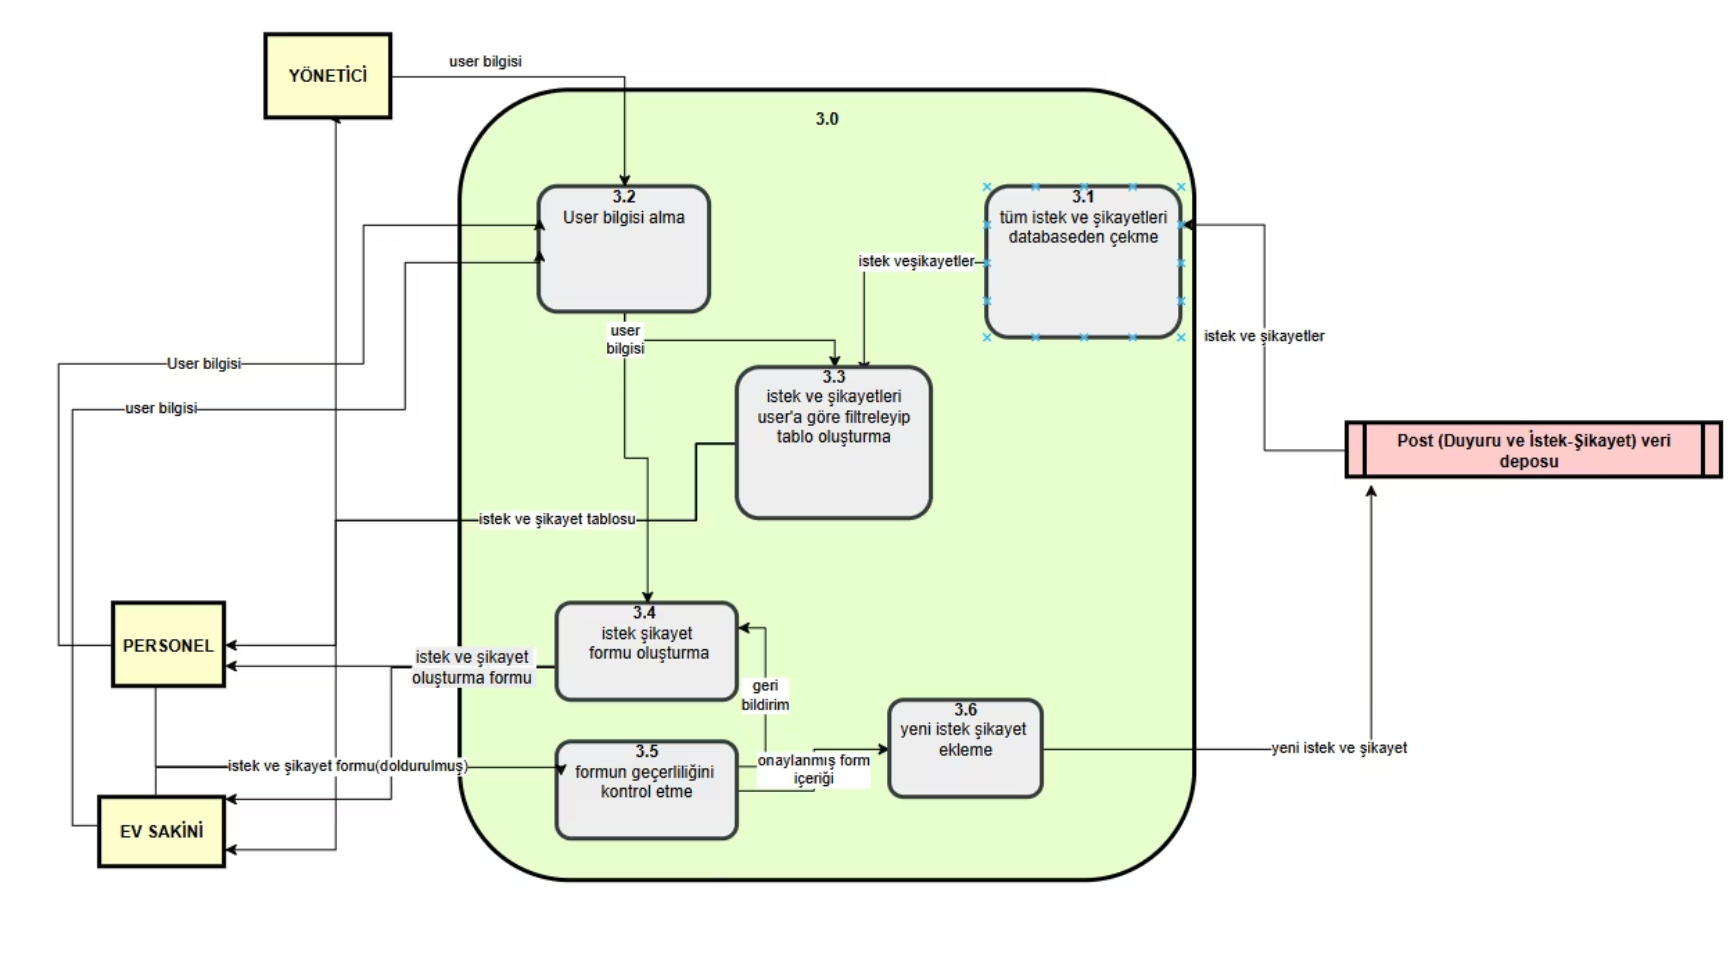 YÖNETİCİ
user bilgisi
3.0
3.2
User bilgisi alma
3.1
tüm istek ve şikayetleri
databaseden çekme
istek veşikayetler
user
bilgisi
istek ve şikayetler
User bilgisi
3.3
istek ve şikayetleri
user'a göre filtreleyip
tablo oluşturma
user bilgisi
Post (Duyuru ve İstek-Şikayet) veri
deposu
istek ve şikayet tablosu
3.4
istek şikayet
formu oluşturma
PERSONEL
istek ve şikayet
oluşturma formu
geri
bildirim
3.6
yeni istek şikayet
ekleme
yeni istek ve şikayet
3.5
formun geçerliliğini
kontrol etme
onaylanmış form
içeriği
istek ve şikayet formu(doldurulmuş)
EV SAKİNİ